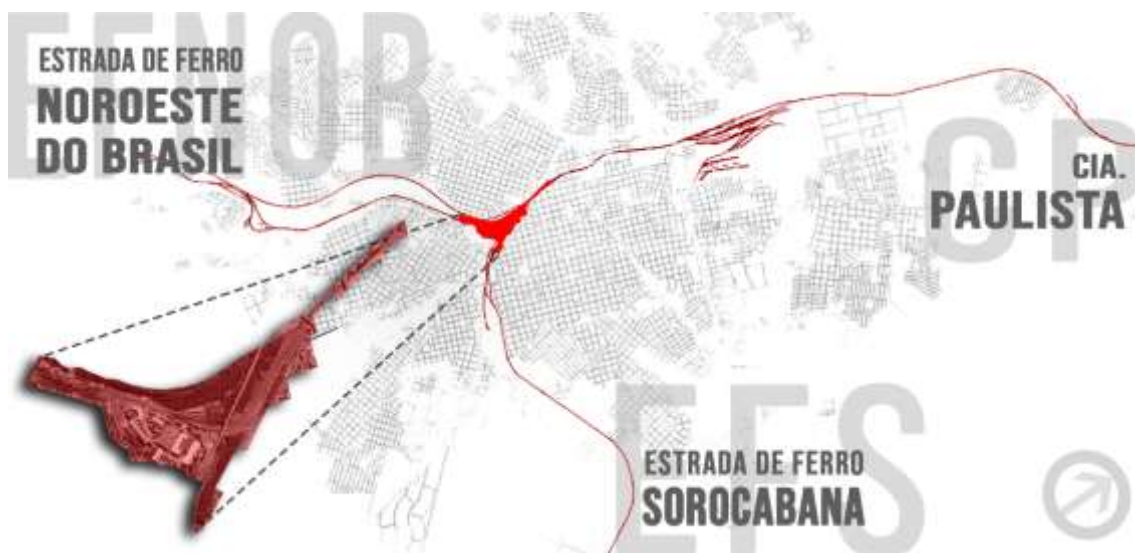 EFNOB
ESTRADA DE FERRO
NOROESTE
DO BRASIL
CP
CIA.
PAULISTA
EFS
ESTRADA DE FERRO
SOROCABANA